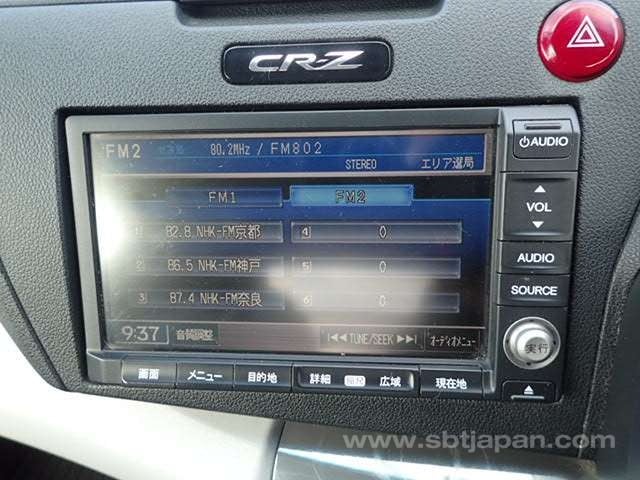 CR-Z
FM2 80.2MHz / FM802
STEREO エリア選局
FM1 FM2
1 82.8 NHK-FM京都 4 0
2 86.5 NHK-FM神戸 5 0
3 87.4 NHK-FM奈良 6 0
9:37 音質調整 |◀◀ TUNE/SEEK ▶▶| オーディオメニュー
画面 メニュー 目的地 詳細 広域 現在地
AUDIO
VOL
AUDIO
SOURCE
実行
www.sbtjapan.com